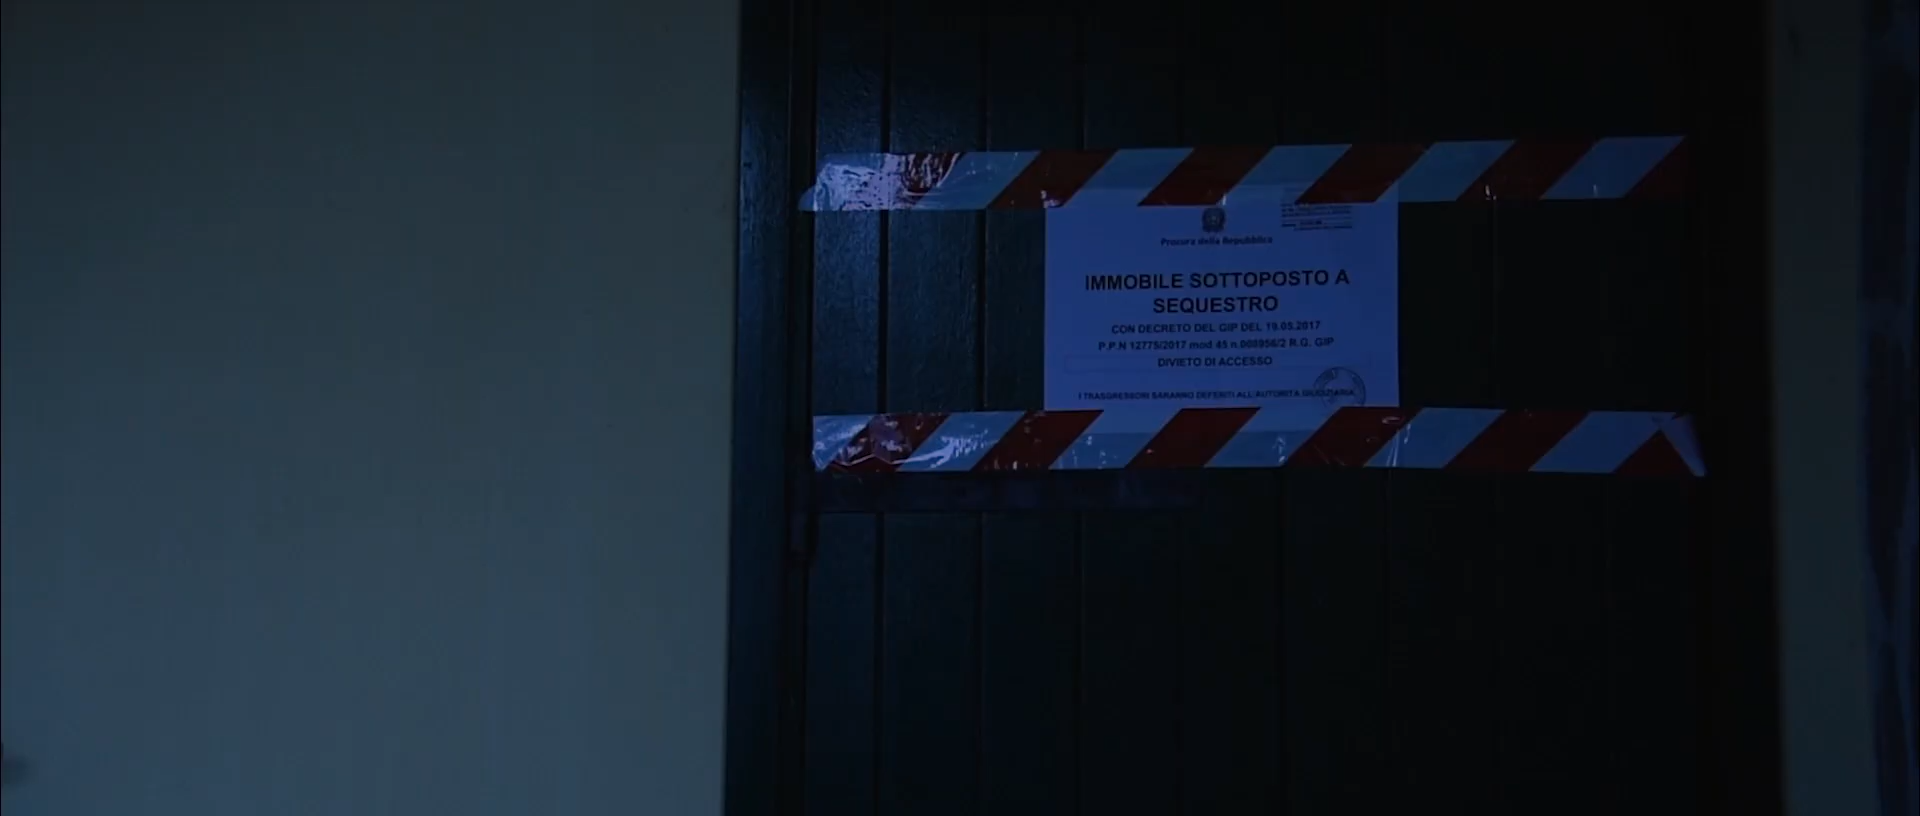 Procura della Repubblica
IMMOBILE SOTTOPOSTO A
SEQUESTRO
CON DECRETO DEL GIP DEL 19.05.2017
P.P.N 12775/2017 mod 45 n.008956/2 R.G. GIP
DIVIETO DI ACCESSO
I TRASGRESSORI SARANNO DEFERITI ALL'AUTORITA GIUDIZIARIA